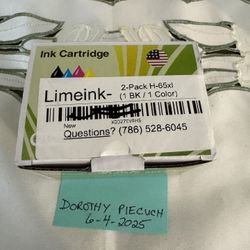 Ink Cartridge
Limeink-
2-Pack H-65xl
(1 BK / 1 Color)
New
Questions? (786) 528-6045
DOROTHY PIECUCH
6-4-2025